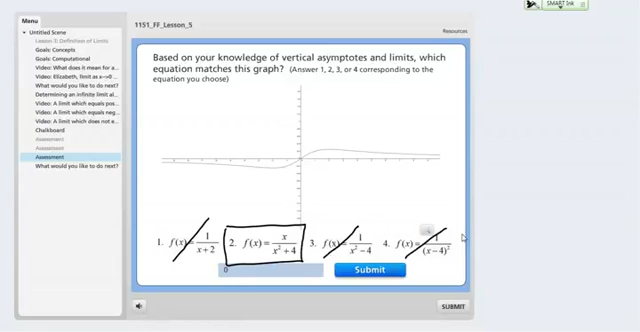 SMART Ink
Menu
Untitled Scene
Lesson 3: Definition of Limits
Goals: Concepts
Goals: Computational
Video: What does it mean for a...
Video: Elizabeth, limit as x-->0 ...
What would you like to do next?
Determining an infinite limit al...
Video: A limit which equals pos...
Video: A limit which equals neg...
Video: A limit which does not e...
Chalkboard
Assessment
Assessment
Assessment
What would you like to do next?
1151_FF_Lesson_5
Resources
Based on your knowledge of vertical asymptotes and limits, which
equation matches this graph? (Answer 1, 2, 3, or 4 corresponding to the
equation you choose)
1. f(x)= 1/(x+2) 2. f(x)= x/(x²+4) 3. f(x)= 1/(x²−4) 4. f(x)= 1/(x−4)²
0
Submit
SUBMIT